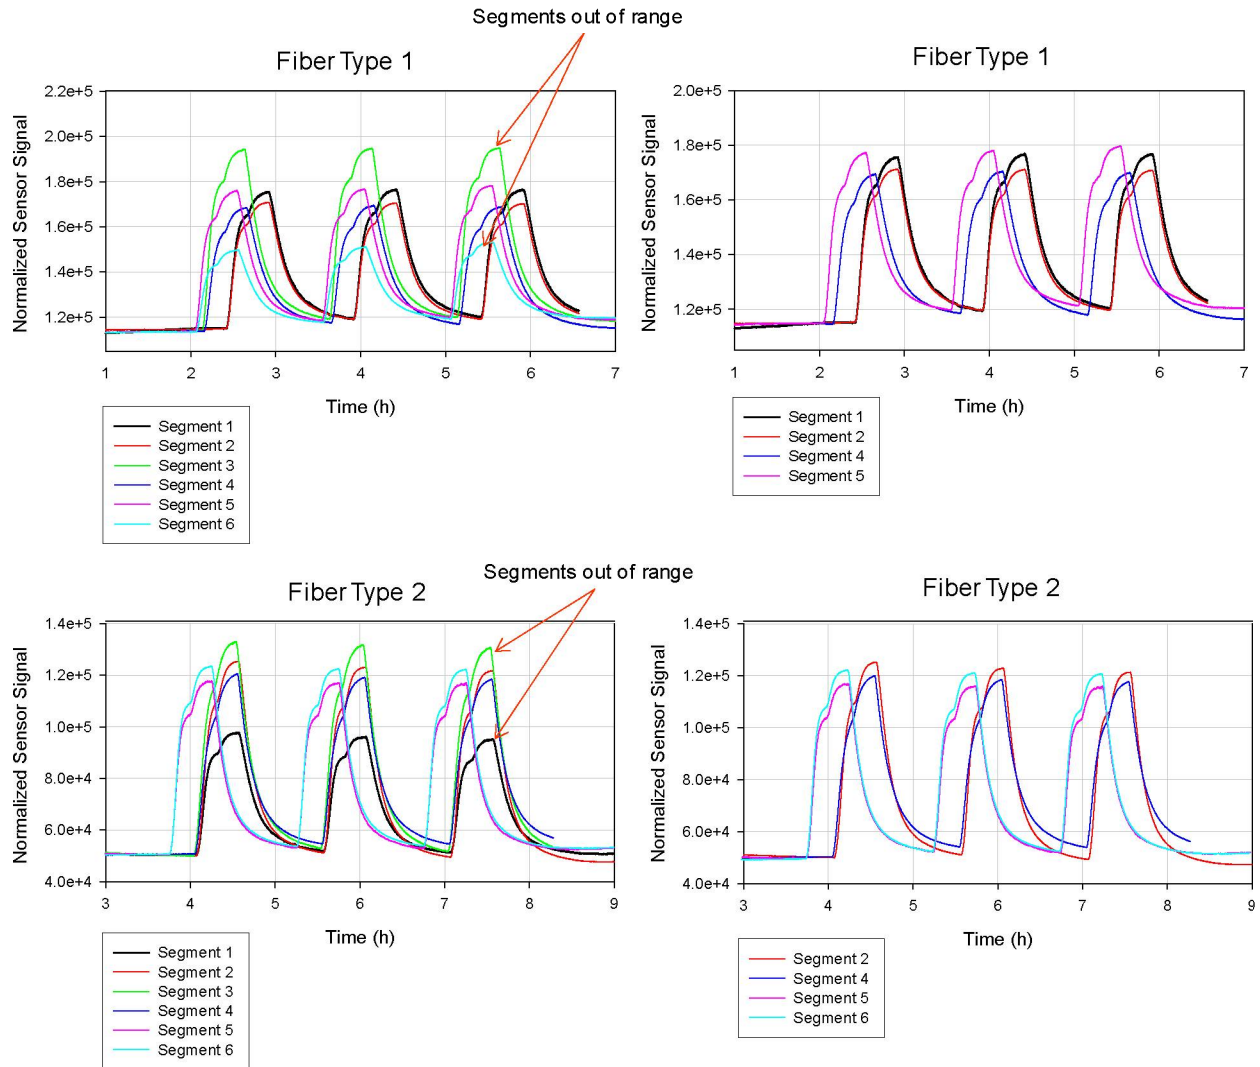 Segments out of range
Fiber Type 1
Normalized Sensor Signal
2.2e+5
2.0e+5
1.8e+5
1.6e+5
1.4e+5
1.2e+5
1 2 3 4 5 6 7
Time (h)
Segment 1
Segment 2
Segment 3
Segment 4
Segment 5
Segment 6
Fiber Type 1
Normalized Sensor Signal
2.0e+5
1.8e+5
1.6e+5
1.4e+5
1.2e+5
1 2 3 4 5 6 7
Time (h)
Segment 1
Segment 2
Segment 4
Segment 5
Segments out of range
Fiber Type 2
Normalized Sensor Signal
1.4e+5
1.2e+5
1.0e+5
8.0e+4
6.0e+4
4.0e+4
3 4 5 6 7 8 9
Time (h)
Segment 1
Segment 2
Segment 3
Segment 4
Segment 5
Segment 6
Fiber Type 2
Normalized Sensor Signal
1.4e+5
1.2e+5
1.0e+5
8.0e+4
6.0e+4
4.0e+4
3 4 5 6 7 8 9
Time (h)
Segment 2
Segment 4
Segment 5
Segment 6